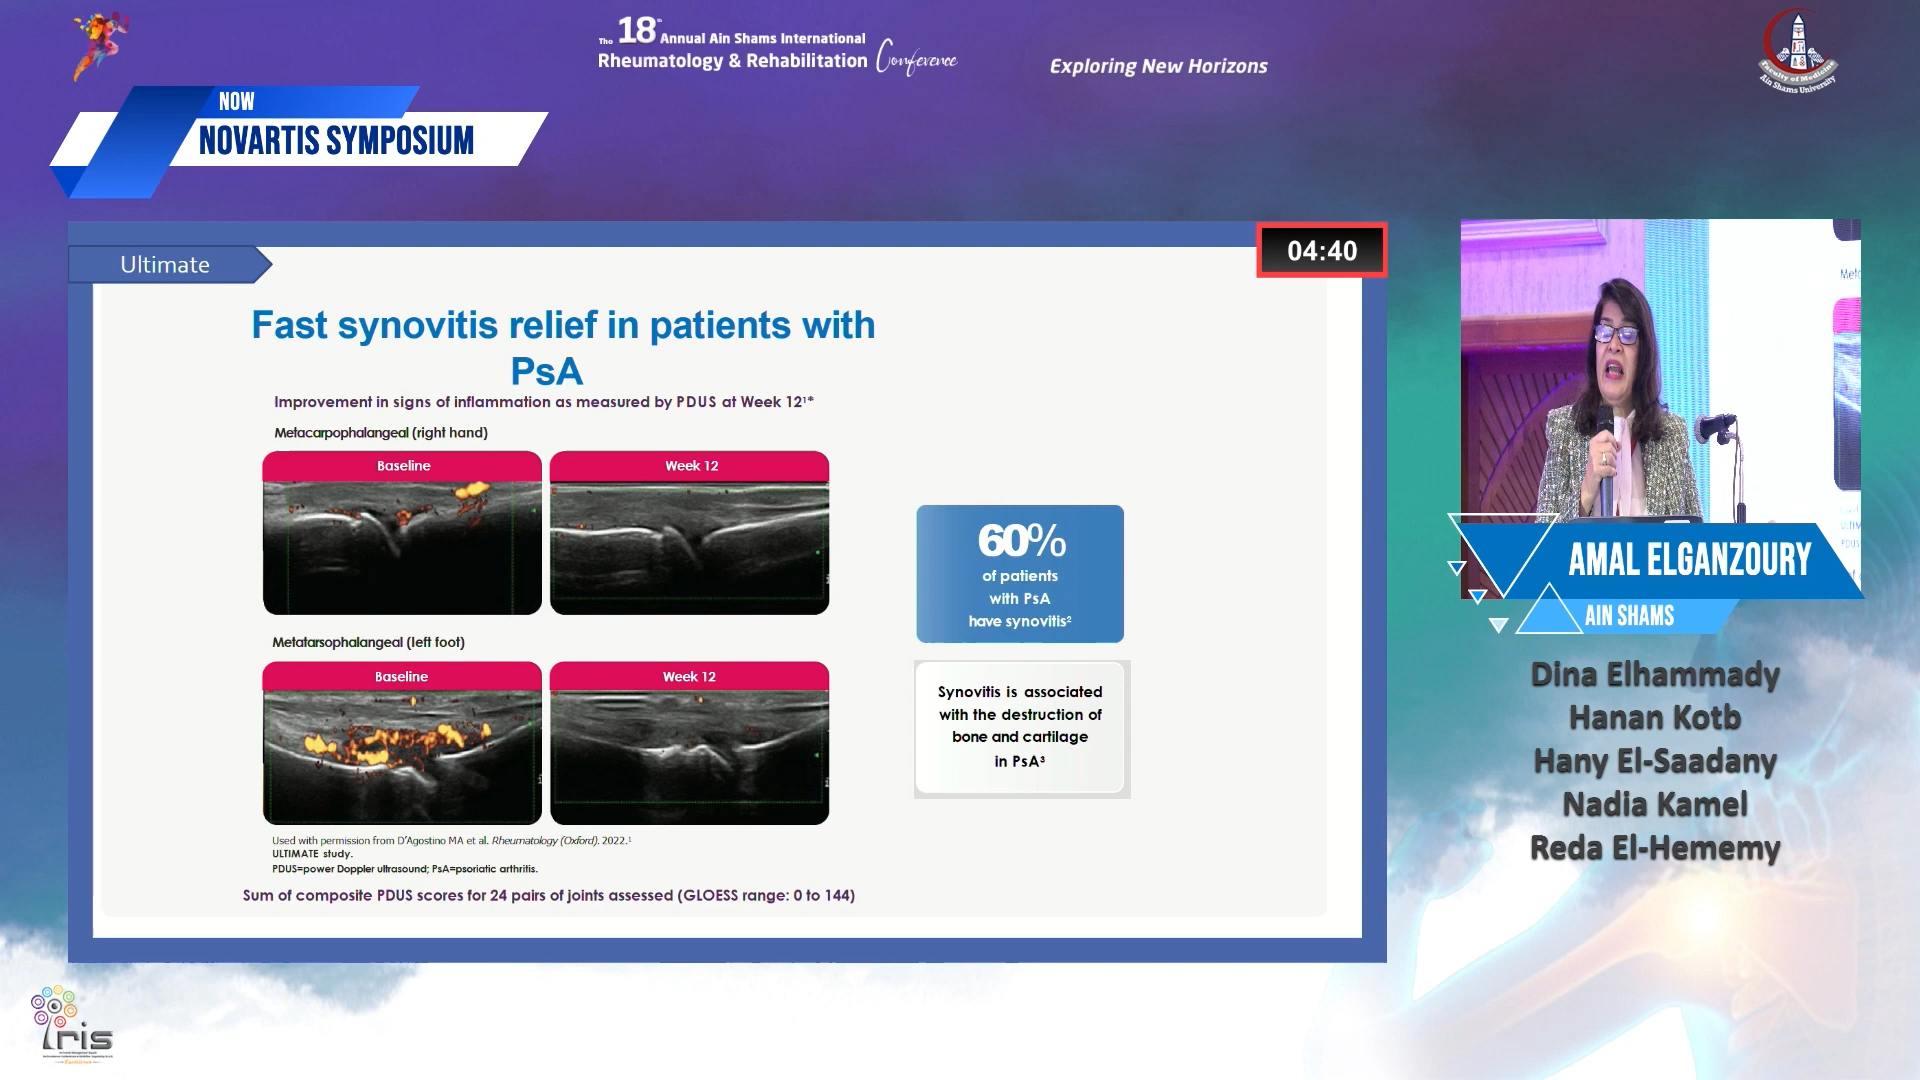 The 18th Annual Ain Shams International
Rheumatology & Rehabilitation Conference
Exploring New Horizons
Faculty of Medicine
Ain Shams University
NOW
NOVARTIS SYMPOSIUM
Ultimate
04:40
Fast synovitis relief in patients with
PsA
Improvement in signs of inflammation as measured by PDUS at Week 12¹*
Metacarpophalangeal (right hand)
Baseline
Week 12
Metatarsophalangeal (left foot)
Baseline
Week 12
Used with permission from D'Agostino MA et al. Rheumatology (Oxford). 2022.¹
ULTIMATE study.
PDUS=power Doppler ultrasound; PsA=psoriatic arthritis.
Sum of composite PDUS scores for 24 pairs of joints assessed (GLOESS range: 0 to 144)
60%
of patients
with PsA
have synovitis²
Synovitis is associated
with the destruction of
bone and cartilage
in PsA³
AMAL ELGANZOURY
AIN SHAMS
Dina Elhammady
Hanan Kotb
Hany El-Saadany
Nadia Kamel
Reda El-Hememy
Iris